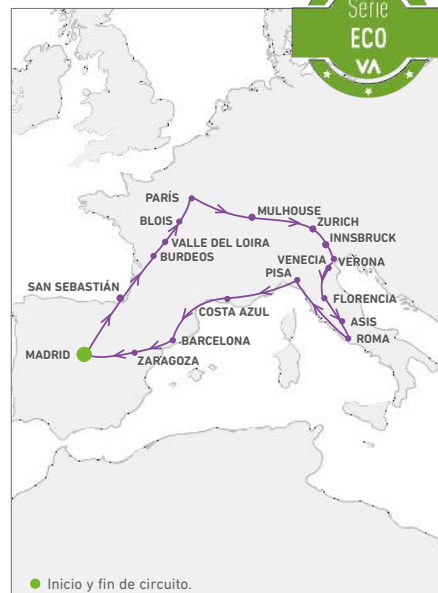 Serie
ECO
VA
PARÍS
MULHOUSE
BLOIS
ZURICH
VALLE DEL LOIRA
INNSBRUCK
BURDEOS
VENECIA
VERONA
PISA
SAN SEBASTIÁN
FLORENCIA
COSTA AZUL
ASIS
BARCELONA
ROMA
MADRID
ZARAGOZA
Inicio y fin de circuito.